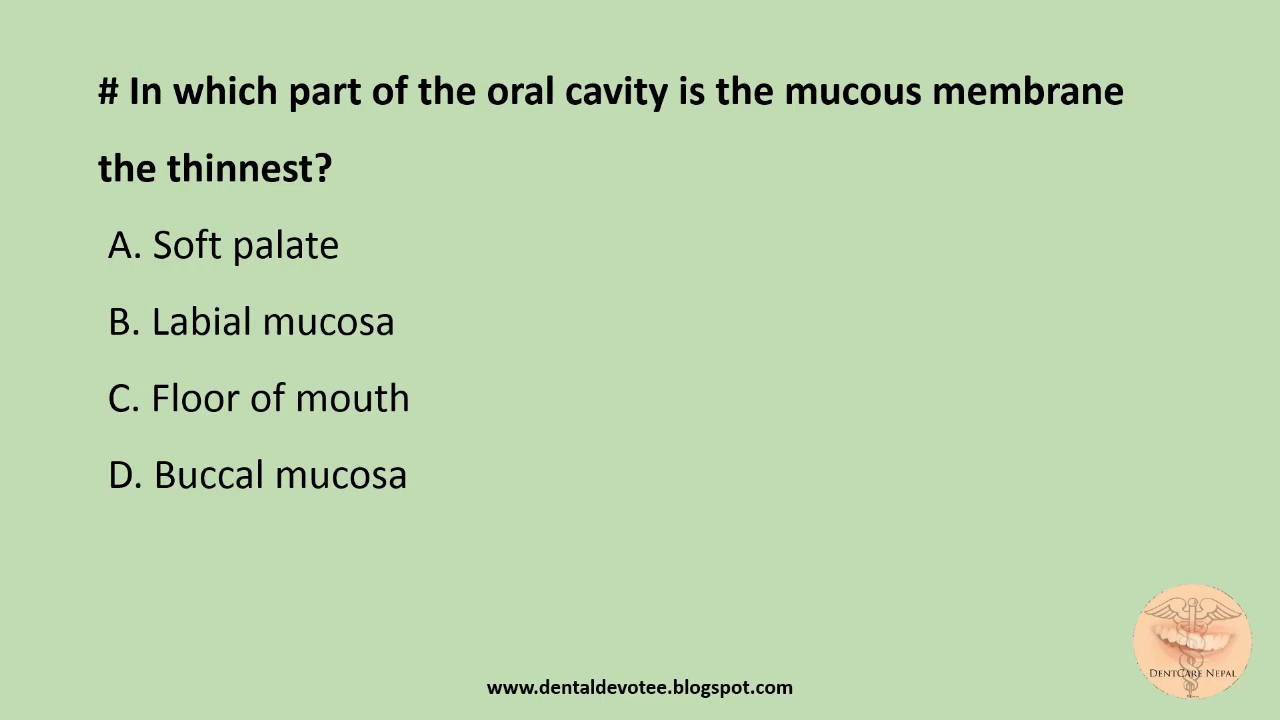 # In which part of the oral cavity is the mucous membrane
the thinnest?
A. Soft palate
B. Labial mucosa
C. Floor of mouth
D. Buccal mucosa
DENTCARE NEPAL
www.dentaldevotee.blogspot.com